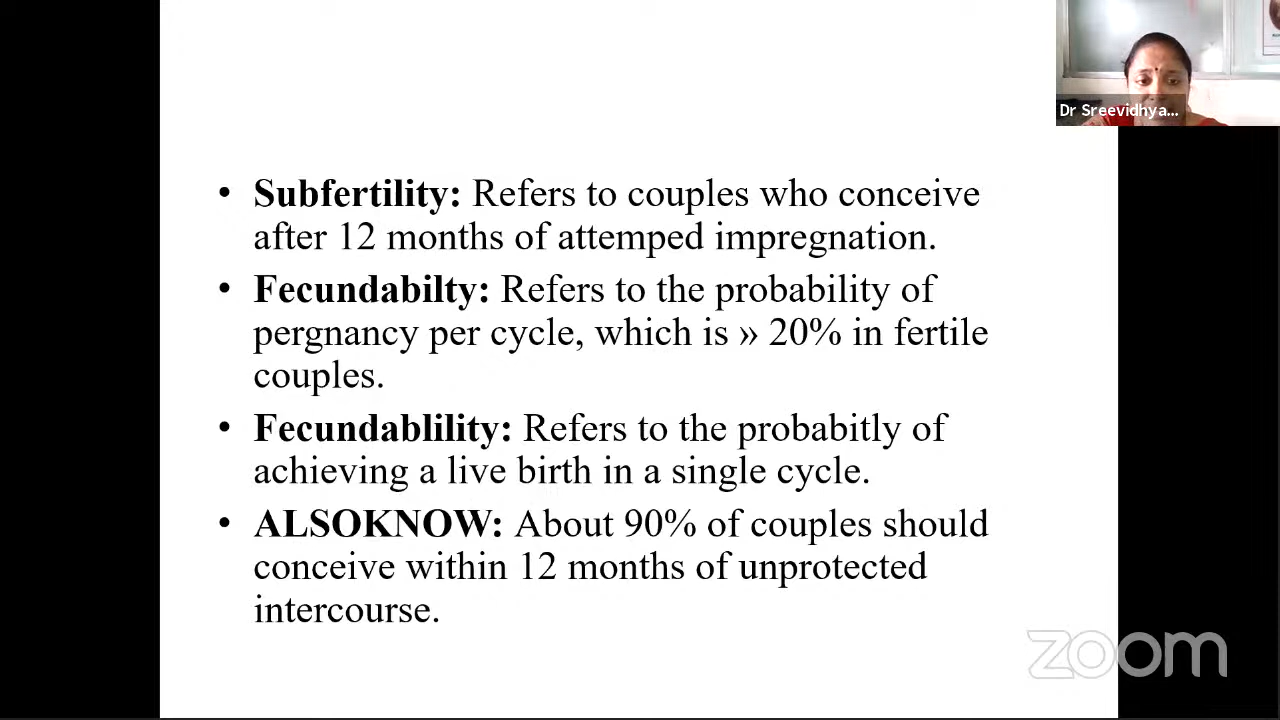 Dr Sreevidhya...
• Subfertility: Refers to couples who conceive
after 12 months of attemped impregnation.
• Fecundabilty: Refers to the probability of
pergnancy per cycle, which is » 20% in fertile
couples.
• Fecundablility: Refers to the probabitly of
achieving a live birth in a single cycle.
• ALSOKNOW: About 90% of couples should
conceive within 12 months of unprotected
intercourse.
zoom